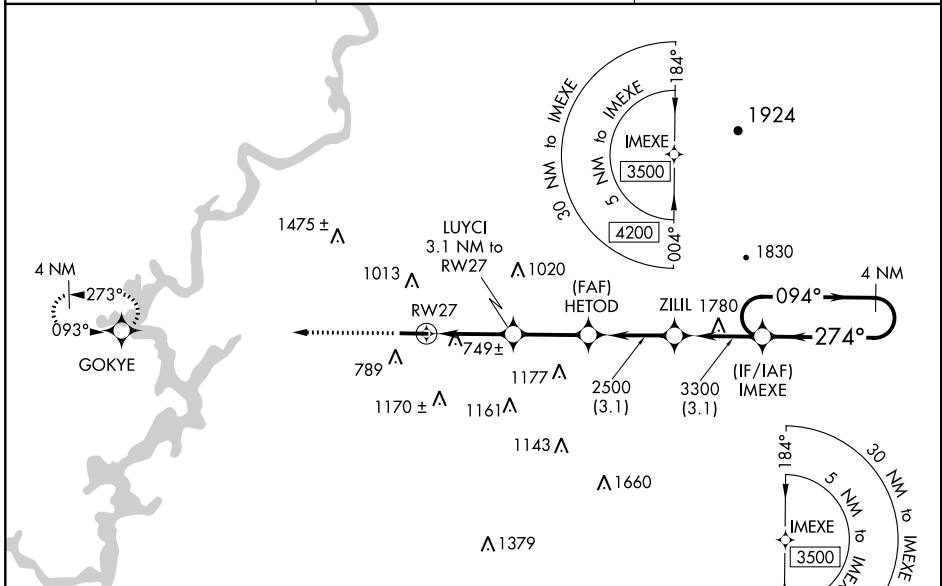 184°
1924
30 NM to IMEXE
5 NM to IMEXE
IMEXE
3500
4200
004°
1475 ±
LUYCI
3.1 NM to
RW27
1830
4 NM
273°
093°
GOKYE
1013
1020
(FAF)
HETOD
ZILIL
1780
4 NM
094°
274°
RW27
749±
789
1177
2500
(3.1)
3300
(3.1)
(IF/IAF)
IMEXE
1170 ±
1161
1143
1660
1379
184°
30 NM to IMEXE
5 NM to
IMEXE
3500